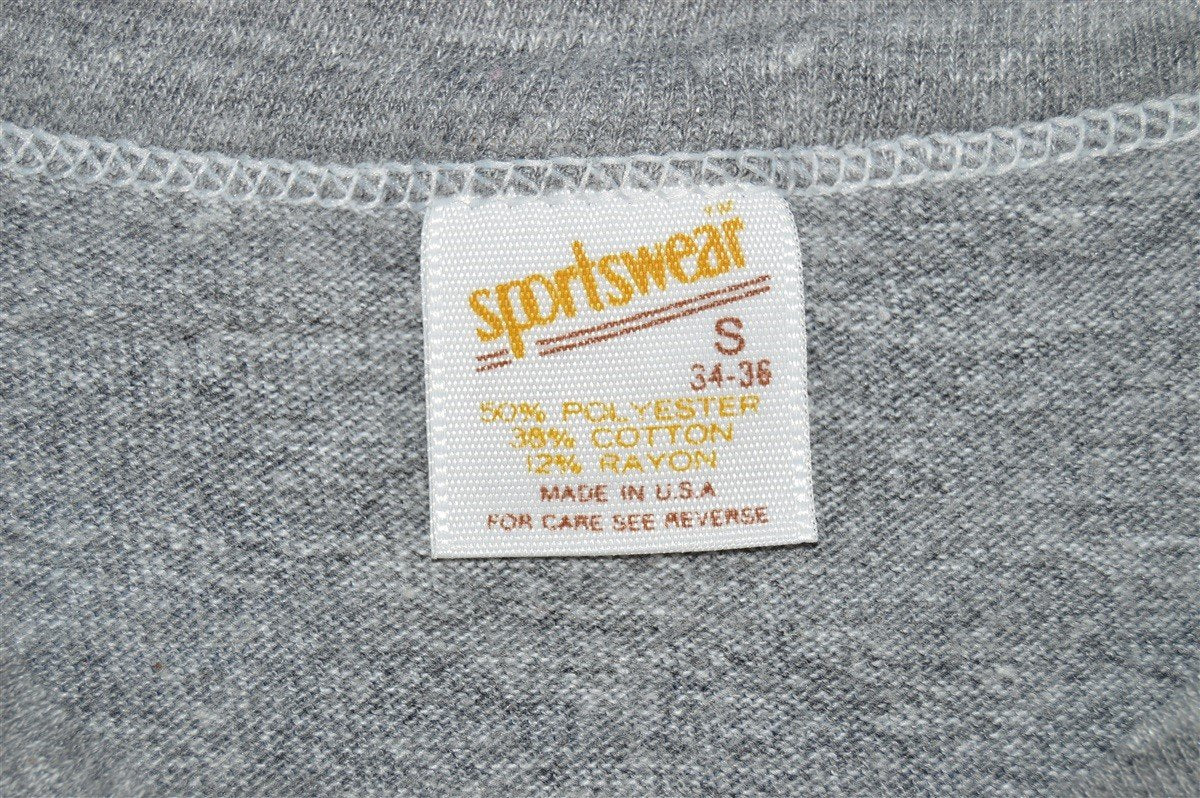 sportswear TM
S
34-36
50% POLYESTER
38% COTTON
12% RAYON
MADE IN U.S.A
FOR CARE SEE REVERSE